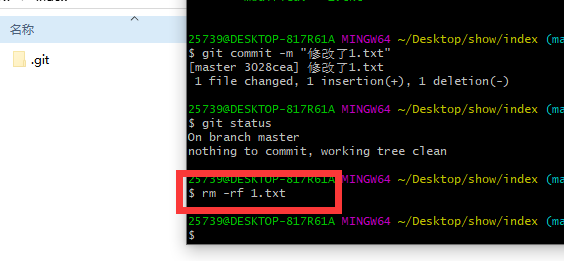 名称
.git
25739@DESKTOP-817R61A MINGW64 ~/Desktop/show/index (ma
$ git commit -m "修改了1.txt"
[master 3028cea] 修改了1.txt
1 file changed, 1 insertion(+), 1 deletion(-)
25739@DESKTOP-817R61A MINGW64 ~/Desktop/show/index (ma
$ git status
On branch master
nothing to commit, working tree clean
25739@DESKTOP-817R61A MINGW64 ~/Desktop/show/index (ma
$ rm -rf 1.txt
25739@DESKTOP-817R61A MINGW64 ~/Desktop/show/index (ma
$